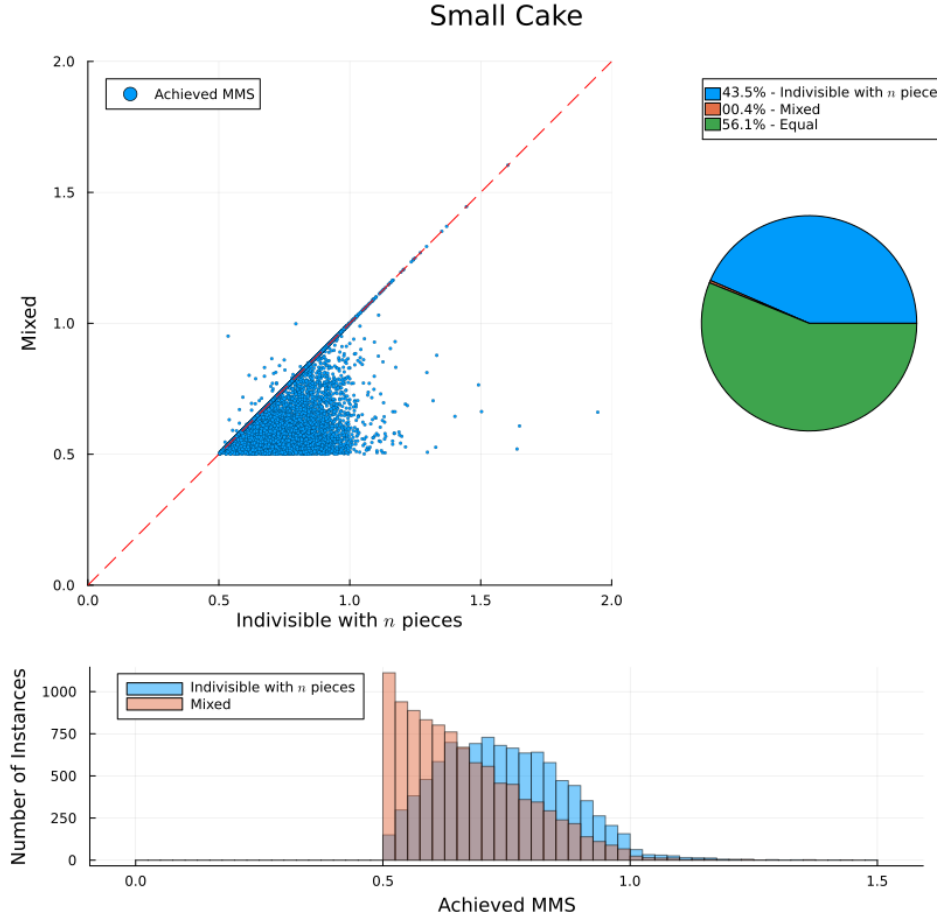 Small Cake
2.0
1.5
1.0
0.5
0.0
Mixed
Achieved MMS
0.0
0.5
1.0
1.5
2.0
Indivisible with n pieces
43.5% - Indivisible with n piece
00.4% - Mixed
56.1% - Equal
Number of Instances
1000
750
500
250
0
Indivisible with n pieces
Mixed
0.0
0.5
1.0
1.5
Achieved MMS